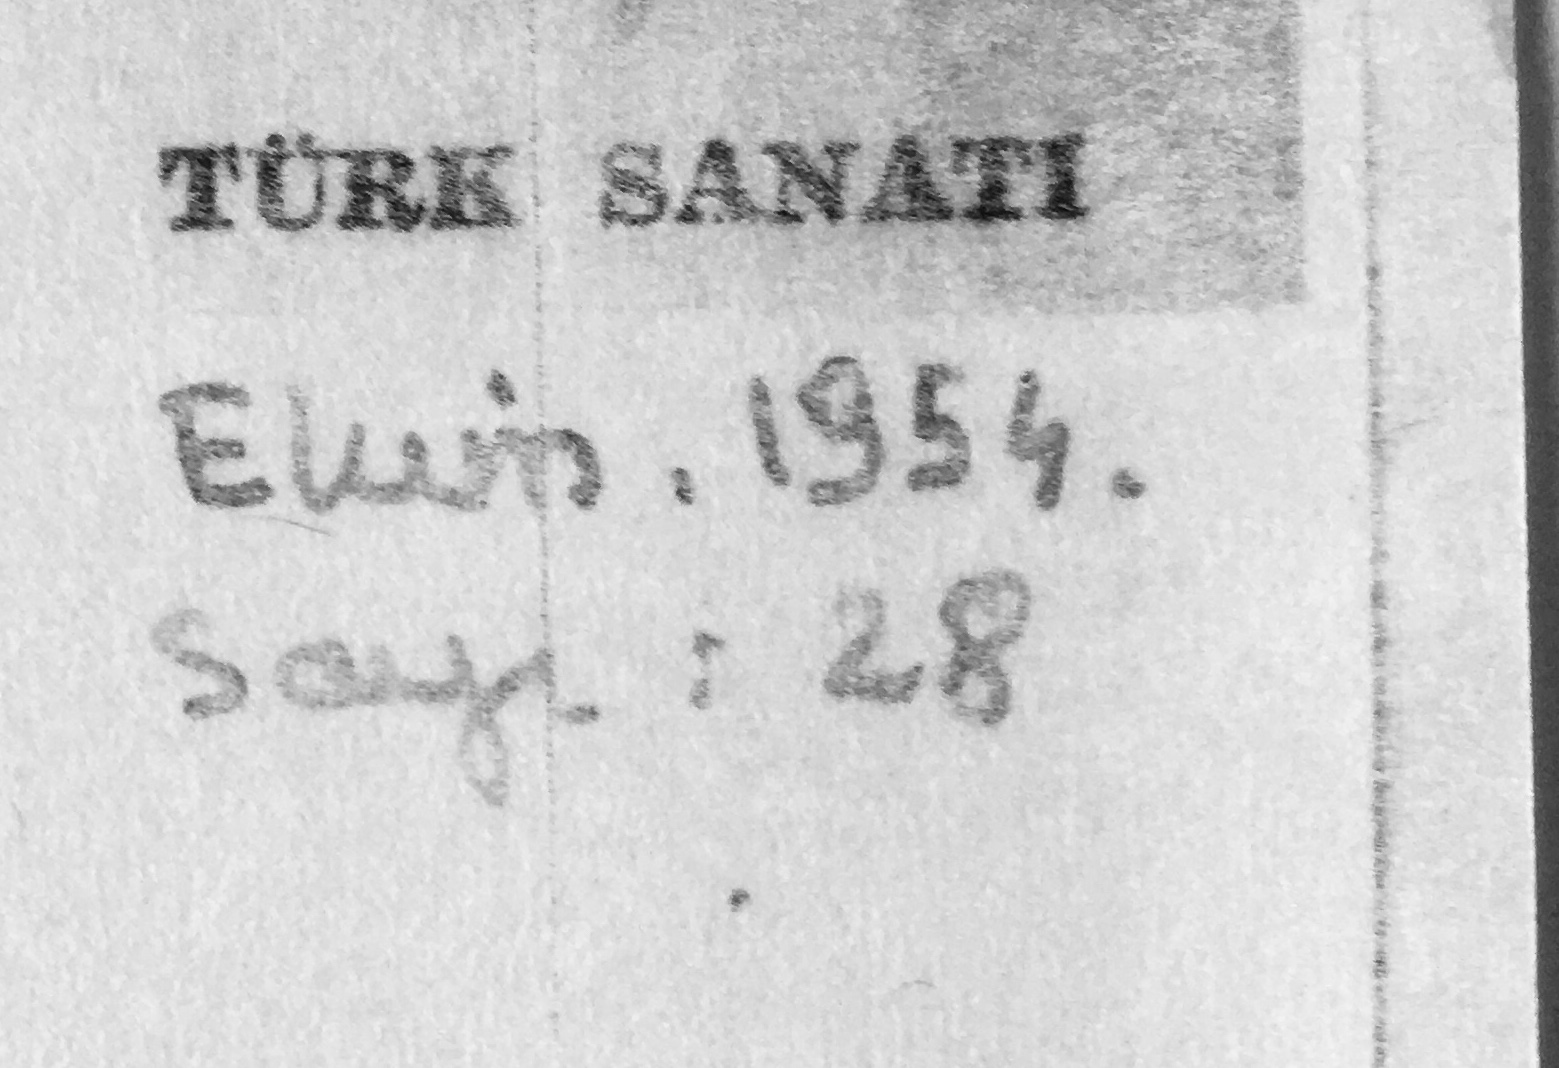 TÜRK SANATI
Ekim. 1954.
Sayı : 28